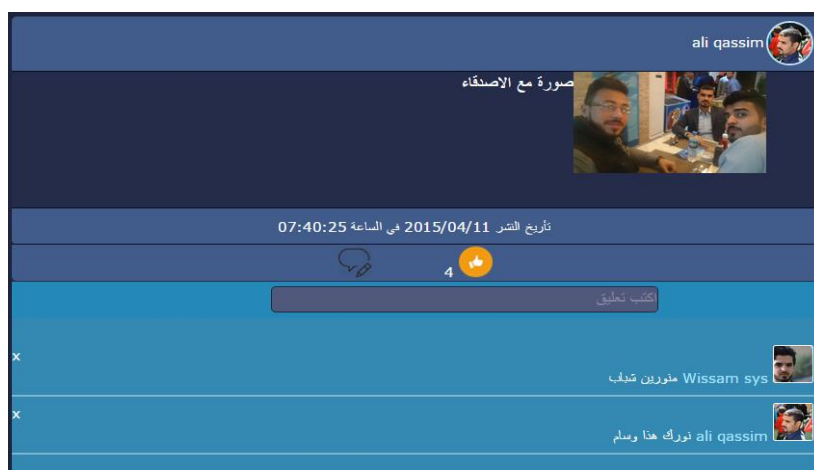 ali qassim
صورة مع الاصدقاء
تأريخ النشر 2015/04/11 في الساعة 07:40:25
4
اكتب تعليق
x
Wissam sys منورين شباب
x
ali qassim نورك هذا وسام